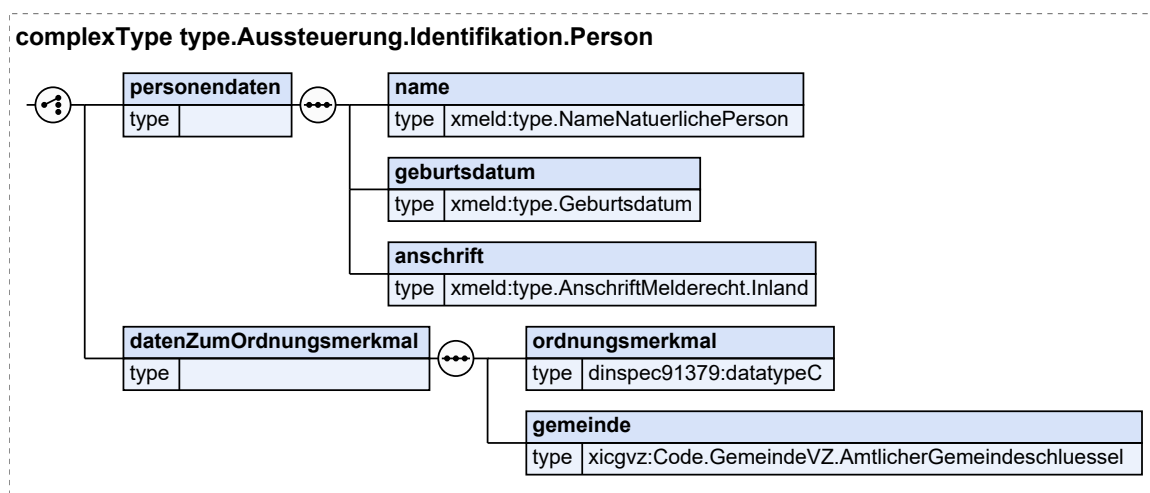 complexType type.Aussteuerung.Identifikation.Person
personendaten
type
name
type xmeld:type.NameNatuerlichePerson
geburtsdatum
type xmeld:type.Geburtsdatum
anschrift
type xmeld:type.AnschriftMelderecht.Inland
datenZumOrdnungsmerkmal
type
ordnungsmerkmal
type dinspec91379:datatypeC
gemeinde
type xicgvz:Code.GemeindeVZ.AmtlicherGemeindeschluessel